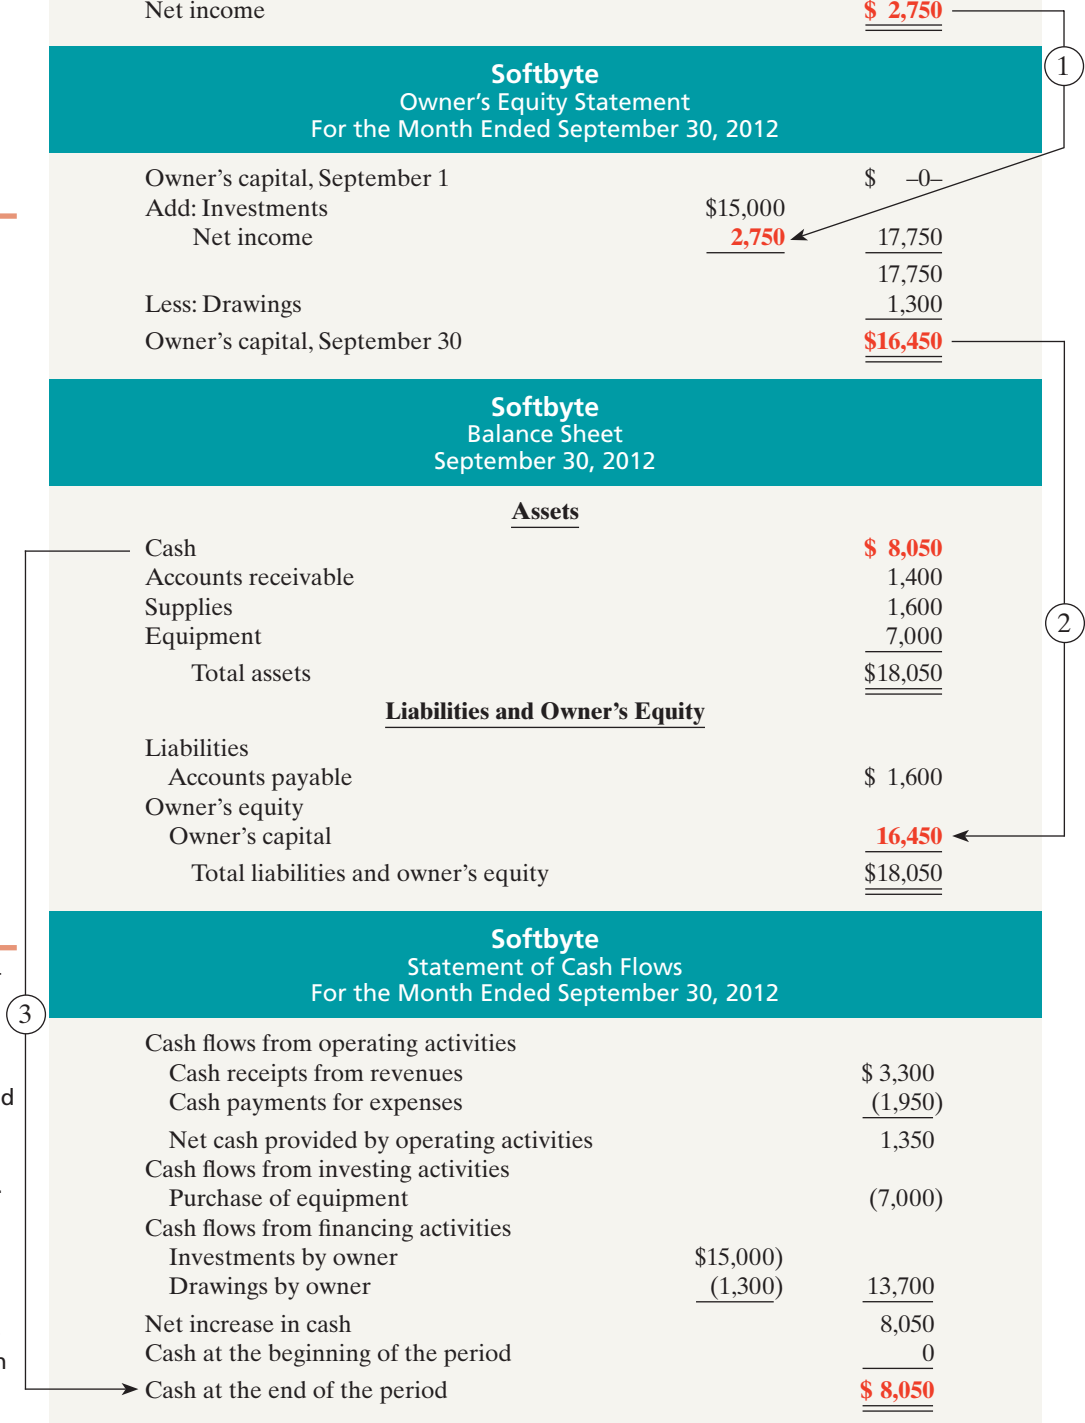 Net income $ 2,750
1
Softbyte
Owner's Equity Statement
For the Month Ended September 30, 2012
Owner's capital, September 1 $ –0–
Add: Investments $15,000
Net income 2,750 17,750
17,750
Less: Drawings 1,300
Owner's capital, September 30 $16,450
Softbyte
Balance Sheet
September 30, 2012
Assets
Cash $ 8,050
Accounts receivable 1,400
Supplies 1,600
2
Equipment 7,000
Total assets $18,050
Liabilities and Owner's Equity
Liabilities
Accounts payable $ 1,600
Owner's equity
Owner's capital 16,450
Total liabilities and owner's equity $18,050
Softbyte
Statement of Cash Flows
For the Month Ended September 30, 2012
3
Cash flows from operating activities
Cash receipts from revenues $ 3,300
d
Cash payments for expenses (1,950)
Net cash provided by operating activities 1,350
Cash flows from investing activities
Purchase of equipment (7,000)
Cash flows from financing activities
Investments by owner $15,000)
Drawings by owner (1,300) 13,700
Net increase in cash 8,050
Cash at the beginning of the period 0
Cash at the end of the period $ 8,050